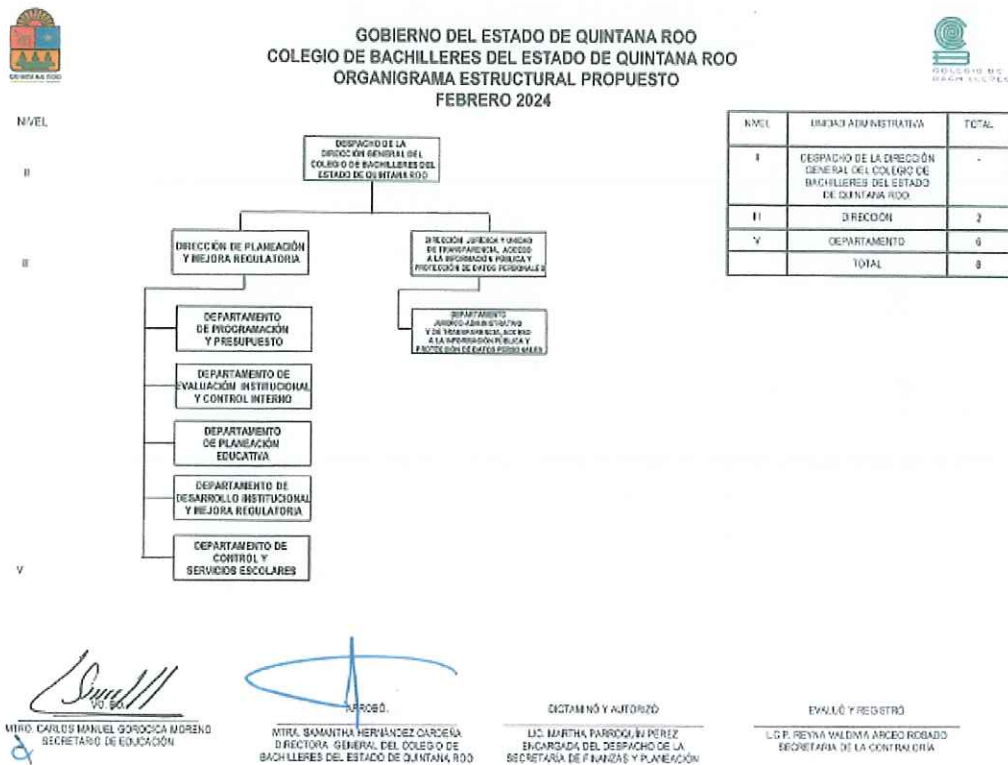 GOBIERNO DEL ESTADO DE QUINTANA ROO
COLEGIO DE BACHILLERES DEL ESTADO DE QUINTANA ROO
ORGANIGRAMA ESTRUCTURAL PROPUESTO
FEBRERO 2024
QUINTANA ROO
COLEGIO DE
BACHILLERES
NIVEL
II
III
V
DESPACHO DE LA
DIRECCIÓN GENERAL DEL
COLEGIO DE BACHILLERES DEL
ESTADO DE QUINTANA ROO
DIRECCIÓN DE PLANEACIÓN
Y MEJORA REGULATORIA
DIRECCIÓN JURÍDICA Y UNIDAD
DE TRANSPARENCIA, ACCESO
A LA INFORMACIÓN PÚBLICA Y
PROTECCIÓN DE DATOS PERSONALES
DEPARTAMENTO
DE PROGRAMACIÓN
Y PRESUPUESTO
DEPARTAMENTO DE
EVALUACIÓN INSTITUCIONAL
Y CONTROL INTERNO
DEPARTAMENTO
DE PLANEACIÓN
EDUCATIVA
DEPARTAMENTO DE
DESARROLLO INSTITUCIONAL
Y MEJORA REGULATORIA
DEPARTAMENTO DE
CONTROL Y
SERVICIOS ESCOLARES
DEPARTAMENTO
JURÍDICO-ADMINISTRATIVO
Y DE TRANSPARENCIA, ACCESO
A LA INFORMACIÓN PÚBLICA Y
PROTECCIÓN DE DATOS PERSONALES
NIVEL UNIDAD ADMINISTRATIVA TOTAL
DESPACHO DE LA DIRECCIÓN -
GENERAL DEL COLEGIO DE
BACHILLERES DEL ESTADO
DE QUINTANA ROO
III DIRECCIÓN 2
V DEPARTAMENTO 6
TOTAL 8
VO. BO.
MTRO. CARLOS MANUEL GOROCICA MORENO
SECRETARIO DE EDUCACIÓN
APROBÓ.
MTRA. SAMANTHA HERNÁNDEZ CARDEÑA
DIRECTORA GENERAL DEL COLEGIO DE
BACHILLERES DEL ESTADO DE QUINTANA ROO
DICTAMINÓ Y AUTORIZÓ
LIC. MARTHA PARROQUÍN PÉREZ
ENCARGADA DEL DESPACHO DE LA
SECRETARÍA DE FINANZAS Y PLANEACIÓN
EVALUÓ Y REGISTRÓ
L.C.P. REYNA VALDIVIA ARCEO ROSADO
SECRETARIA DE LA CONTRALORÍA